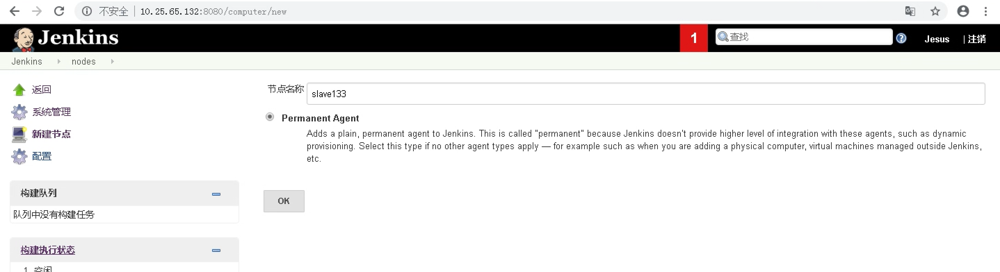 不安全 | 10.25.65.132:8080/computer/new
Jenkins
1
查找
Jesus | 注销
Jenkins nodes
返回
系统管理
新建节点
配置
构建队列
队列中没有构建任务
构建执行状态
1 空闲
节点名称 slave133
Permanent Agent
Adds a plain, permanent agent to Jenkins. This is called "permanent" because Jenkins doesn't provide higher level of integration with these agents, such as dynamic
provisioning. Select this type if no other agent types apply — for example such as when you are adding a physical computer, virtual machines managed outside Jenkins,
etc.
OK